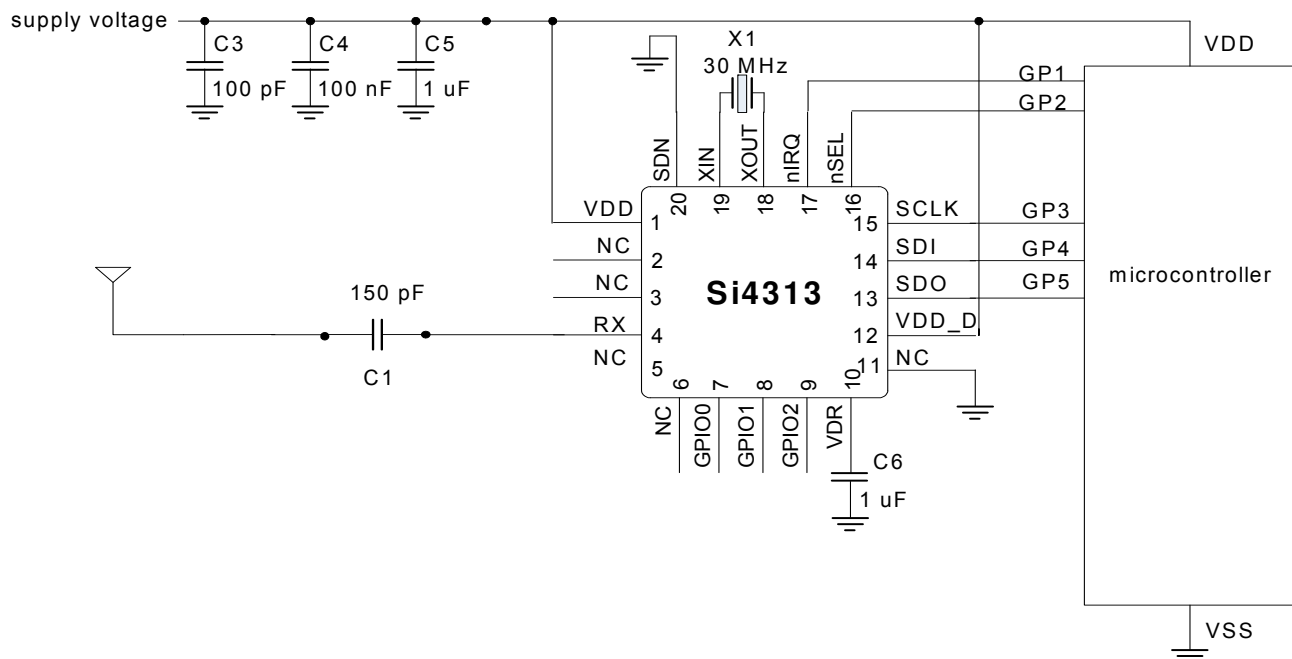 supply voltage
C3
100 pF
C4
100 nF
C5
1 uF
X1
30 MHz
VDD
GP1
GP2
SDN
XIN
XOUT
nIRQ
nSEL
20
19
18
17
16
VDD
1
NC
2
NC
3
RX
4
NC
5
Si4313
15
SCLK
GP3
14
SDI
GP4
13
SDO
GP5
12
VDD_D
11
NC
microcontroller
150 pF
C1
6
7
8
9
10
NC
GPIO0
GPIO1
GPIO2
VDR
C6
1 uF
VSS